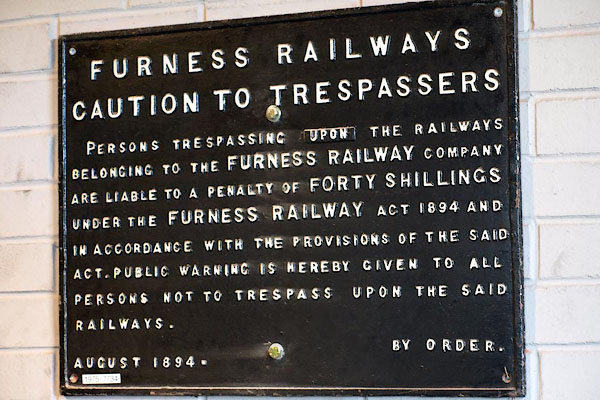 FURNESS RAILWAYS
CAUTION TO TRESPASSERS
PERSONS TRESPASSING UPON THE RAILWAYS
BELONGING TO THE FURNESS RAILWAY COMPANY
ARE LIABLE TO A PENALTY OF FORTY SHILLINGS
UNDER THE FURNESS RAILWAY ACT 1894 AND
IN ACCORDANCE WITH THE PROVISIONS OF THE SAID
ACT. PUBLIC WARNING IS HEREBY GIVEN TO ALL
PERSONS NOT TO TRESPASS UPON THE SAID
RAILWAYS.
BY ORDER.
AUGUST 1894-